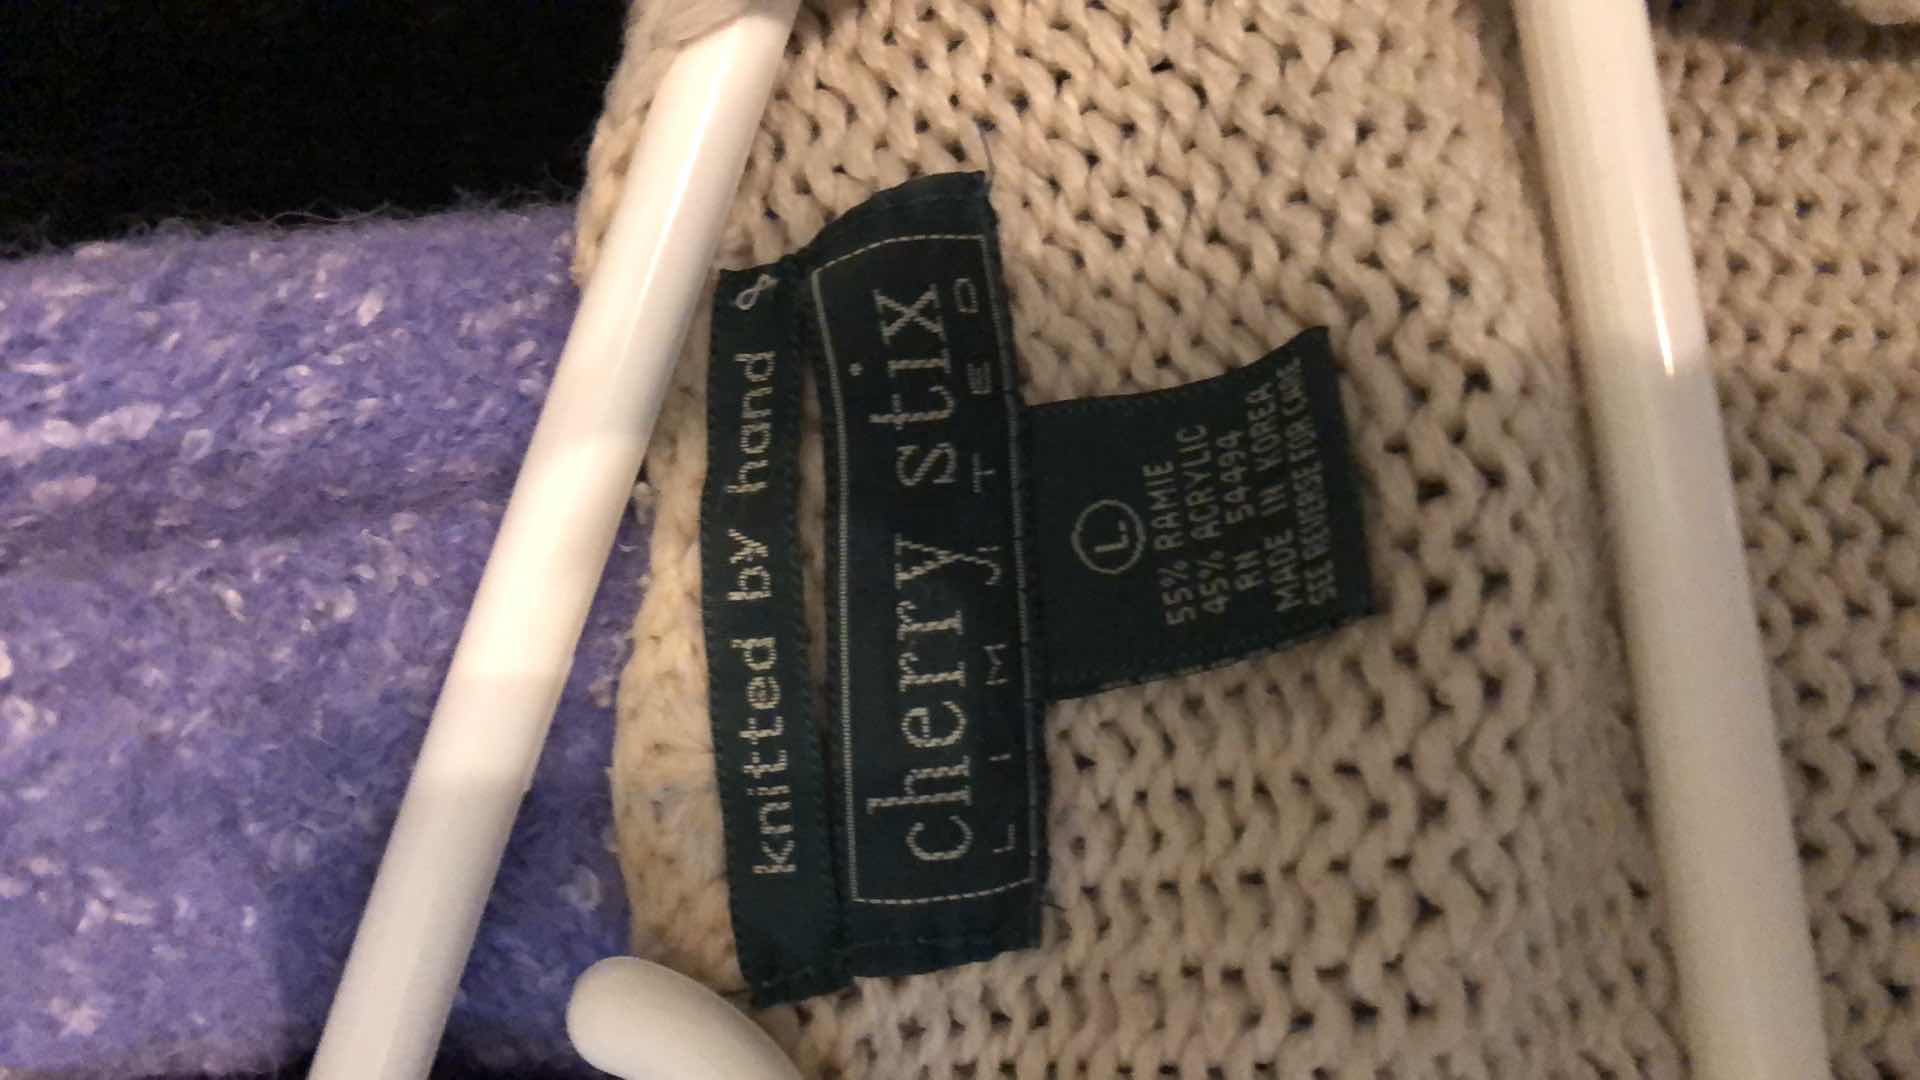 knitted by hand &
cherry stix
LIMITED
L
55% RAMIE
45% ACRYLIC
RN 54494
MADE IN KOREA
SEE REVERSE FOR CARE